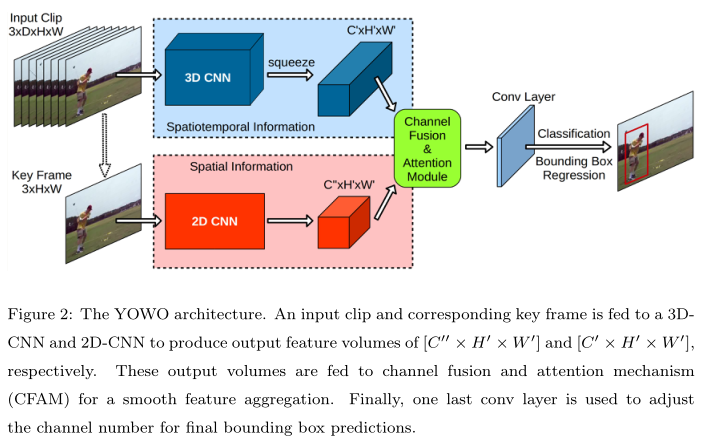 Input Clip
3xDxHxW
3D CNN
squeeze
C'xH'xW'
Spatiotemporal Information
Key Frame
3xHxW
Spatial Information
2D CNN
C"xH'xW'
Channel
Fusion
&
Attention
Module
Conv Layer
Classification
Bounding Box
Regression
Figure 2: The YOWO architecture. An input clip and corresponding key frame is fed to a 3D-
CNN and 2D-CNN to produce output feature volumes of [C′′ × H′ × W′] and [C′ × H′ × W′],
respectively. These output volumes are fed to channel fusion and attention mechanism
(CFAM) for a smooth feature aggregation. Finally, one last conv layer is used to adjust
the channel number for final bounding box predictions.